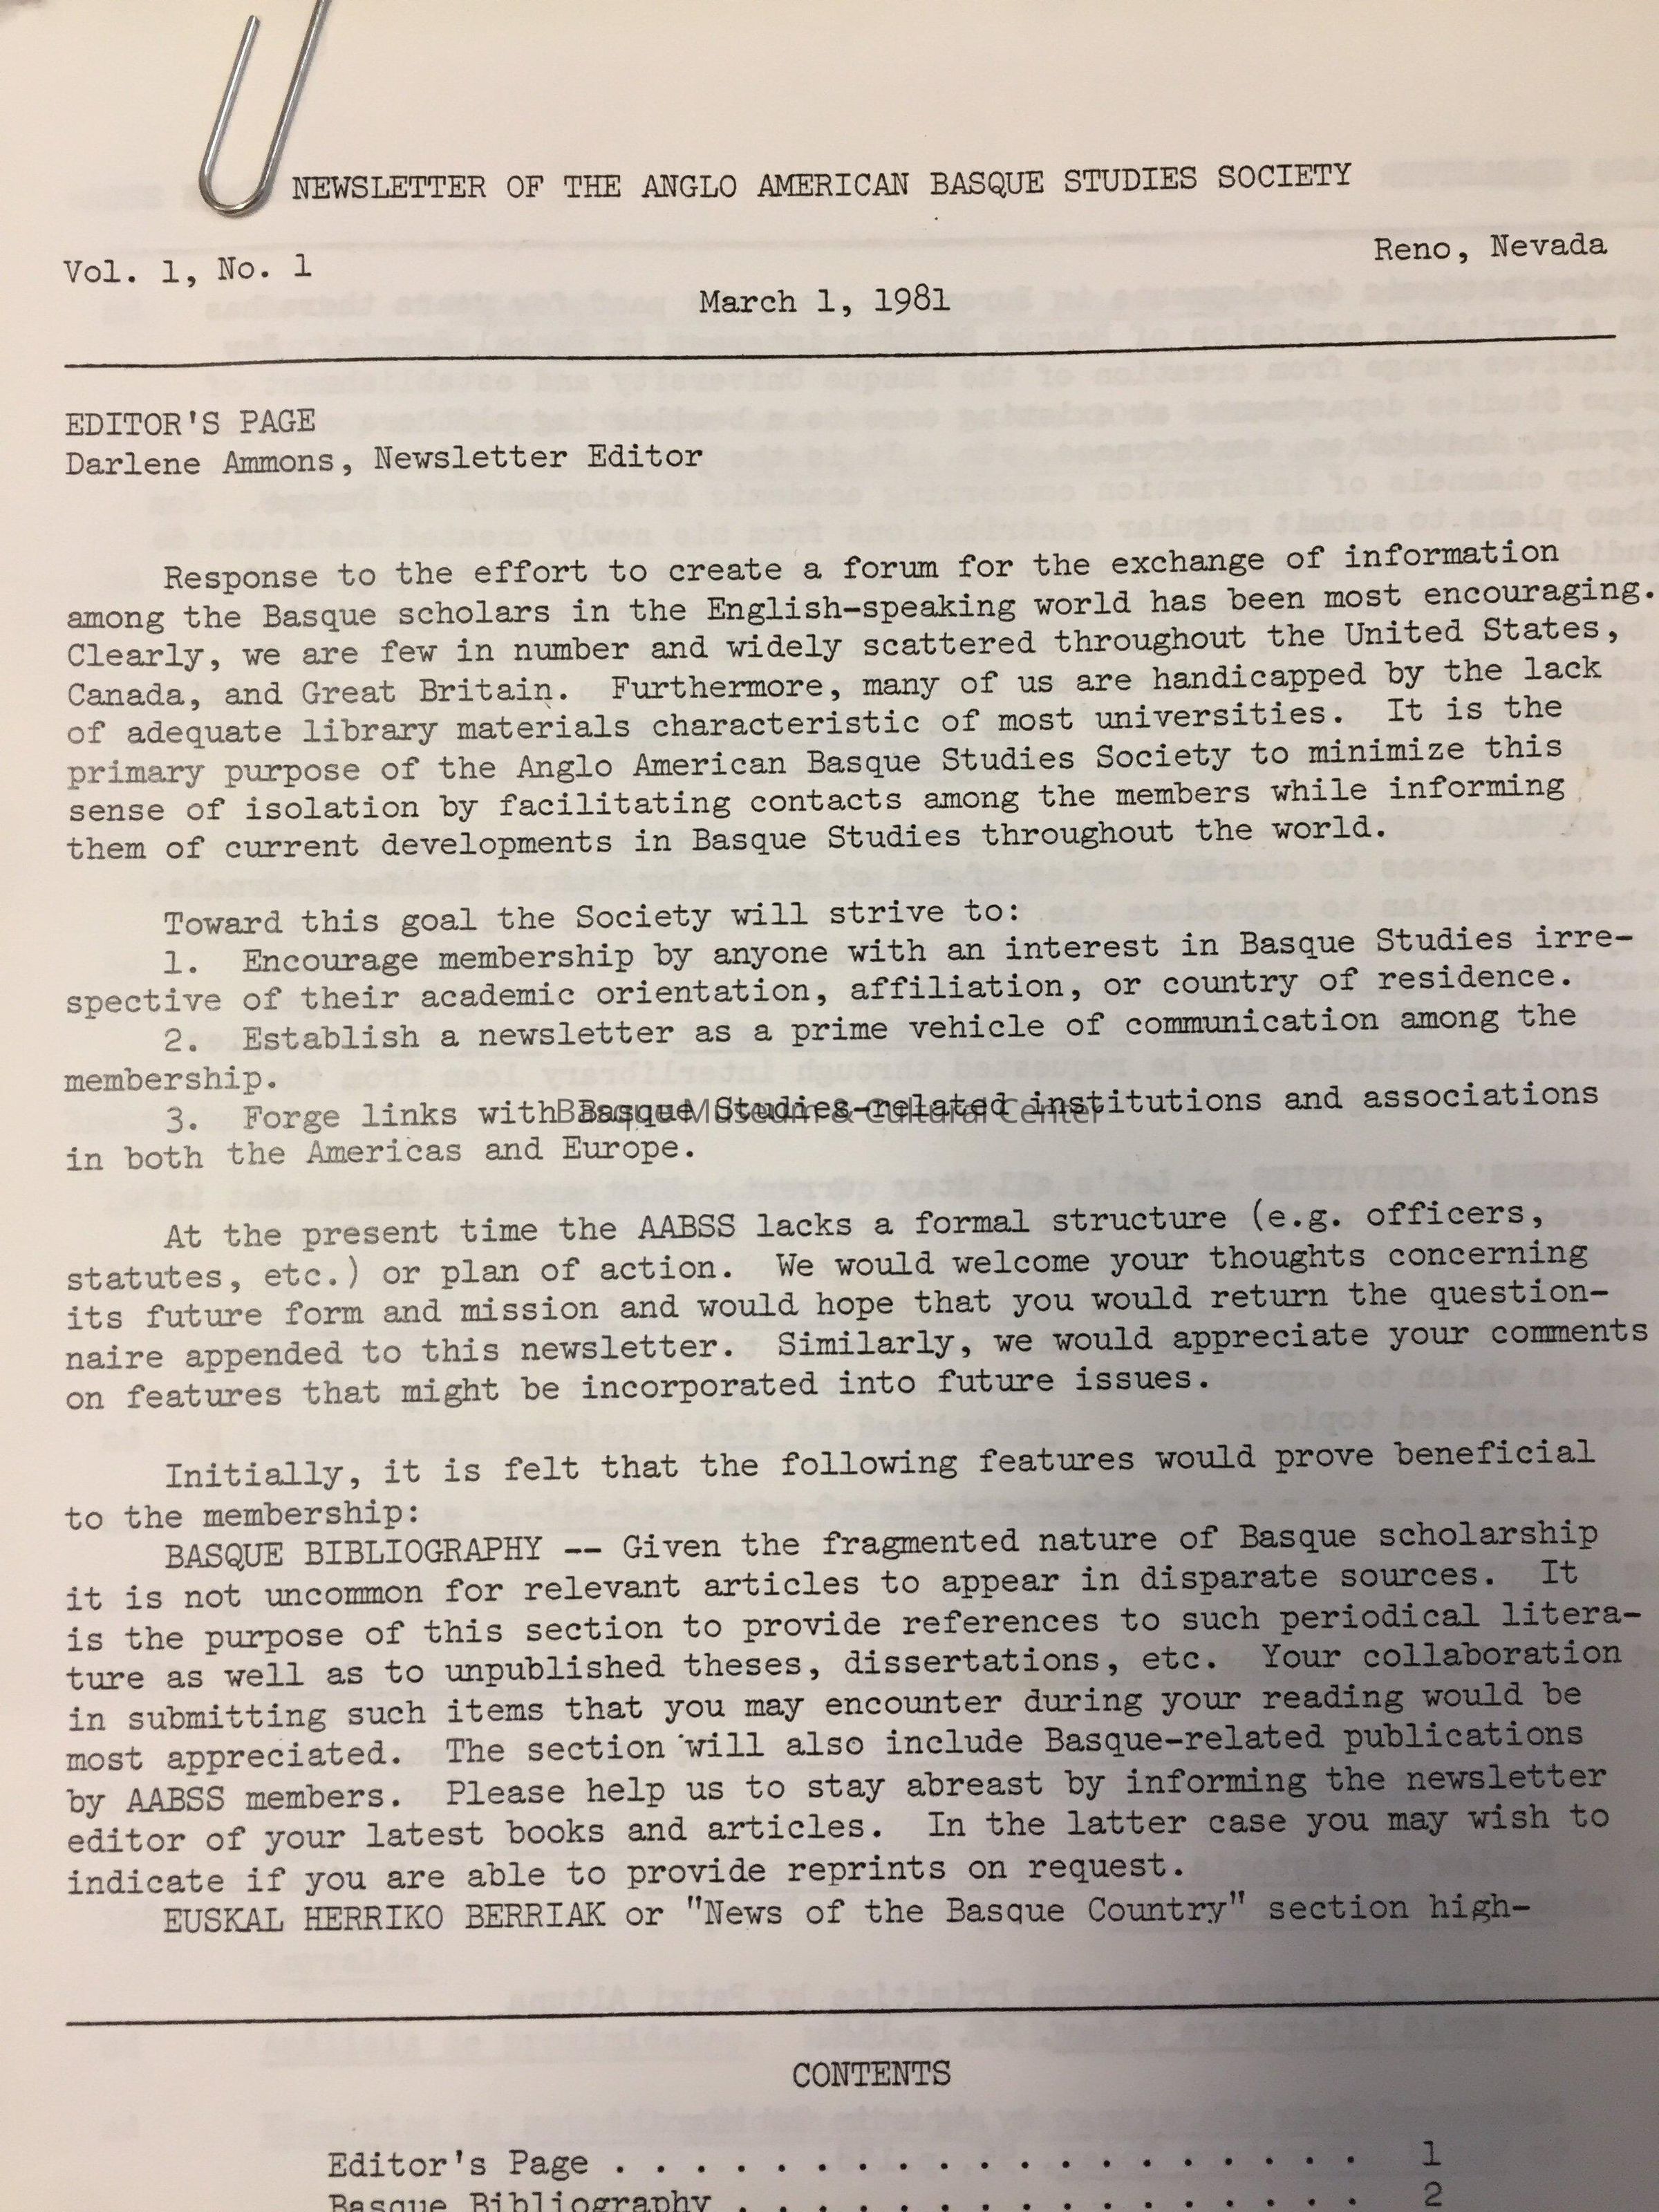 NEWSLETTER OF THE ANGLO AMERICAN BASQUE STUDIES SOCIETY
Vol. 1, No. 1
Reno, Nevada
March 1, 1981
EDITOR'S PAGE
Darlene Ammons, Newsletter Editor
Response to the effort to create a forum for the exchange of information
among the Basque scholars in the English-speaking world has been most encouraging.
Clearly, we are few in number and widely scattered throughout the United States,
Canada, and Great Britain. Furthermore, many of us are handicapped by the lack
of adequate library materials characteristic of most universities. It is the
primary purpose of the Anglo American Basque Studies Society to minimize this
sense of isolation by facilitating contacts among the members while informing
them of current developments in Basque Studies throughout the world.
Toward this goal the Society will strive to:
1. Encourage membership by anyone with an interest in Basque Studies irre-
spective of their academic orientation, affiliation, or country of residence.
2. Establish a newsletter as a prime vehicle of communication among the
membership.
3. Forge links with Basque Studies-related institutions and associations
Basque Museum & Cultural Center
in both the Americas and Europe.
At the present time the AABSS lacks a formal structure (e.g. officers,
statutes, etc.) or plan of action. We would welcome your thoughts concerning
its future form and mission and would hope that you would return the question-
naire appended to this newsletter. Similarly, we would appreciate your comments
on features that might be incorporated into future issues.
Initially, it is felt that the following features would prove beneficial
to the membership:
BASQUE BIBLIOGRAPHY -- Given the fragmented nature of Basque scholarship
it is not uncommon for relevant articles to appear in disparate sources. It
is the purpose of this section to provide references to such periodical litera-
ture as well as to unpublished theses, dissertations, etc. Your collaboration
in submitting such items that you may encounter during your reading would be
most appreciated. The section will also include Basque-related publications
by AABSS members. Please help us to stay abreast by informing the newsletter
editor of your latest books and articles. In the latter case you may wish to
indicate if you are able to provide reprints on request.
EUSKAL HERRIKO BERRIAK or "News of the Basque Country" section high-
CONTENTS
Editor's Page . . . . . . . . . . . . . . . . . . . 1
Basque Bibliography . . . . . . . . . . . . . . . . 2